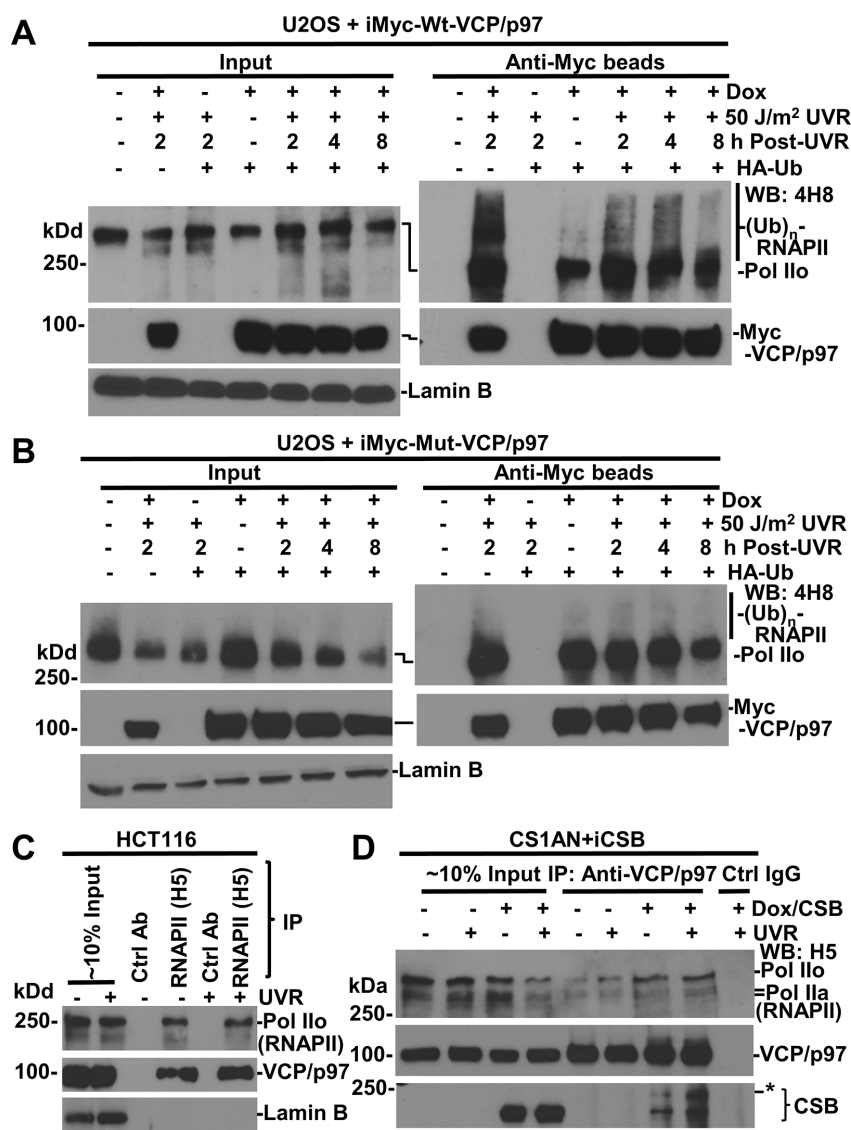 A
U2OS + iMyc-Wt-VCP/p97
Input Anti-Myc beads
- + - + + + + - + - + + + + Dox
- + + - + + + - + + - + + + 50 J/m² UVR
- 2 2 - 2 4 8 - 2 2 - 2 4 8 h Post-UVR
- - + + + + + - - + + + + + HA-Ub
WB: 4H8
kDd
-(Ub)n-
RNAPII
250-
-Pol IIo
100-
-Myc
-VCP/p97
-Lamin B
B
U2OS + iMyc-Mut-VCP/p97
Input Anti-Myc beads
- + - + + + + - + - + + + + Dox
- + + - + + + - + + - + + + 50 J/m² UVR
- 2 2 - 2 4 8 - 2 2 - 2 4 8 h Post-UVR
- - + + + + + - - + + + + + HA-Ub
WB: 4H8
-(Ub)n-
RNAPII
kDd
-Pol IIo
250-
-Myc
100-
-VCP/p97
-Lamin B
C
HCT116
~10% Input
Ctrl Ab
RNAPII (H5)
Ctrl Ab
RNAPII (H5)
IP
kDd
- + - - + + UVR
250-
-Pol IIo
(RNAPII)
100-
-VCP/p97
-Lamin B
D
CS1AN+iCSB
~10% Input IP: Anti-VCP/p97 Ctrl IgG
- - + + - - + + + Dox/CSB
- + - + - + - + + UVR
WB: H5
kDa
-Pol IIo
=Pol IIa
250-
(RNAPII)
100-
-VCP/p97
250-
-*
CSB